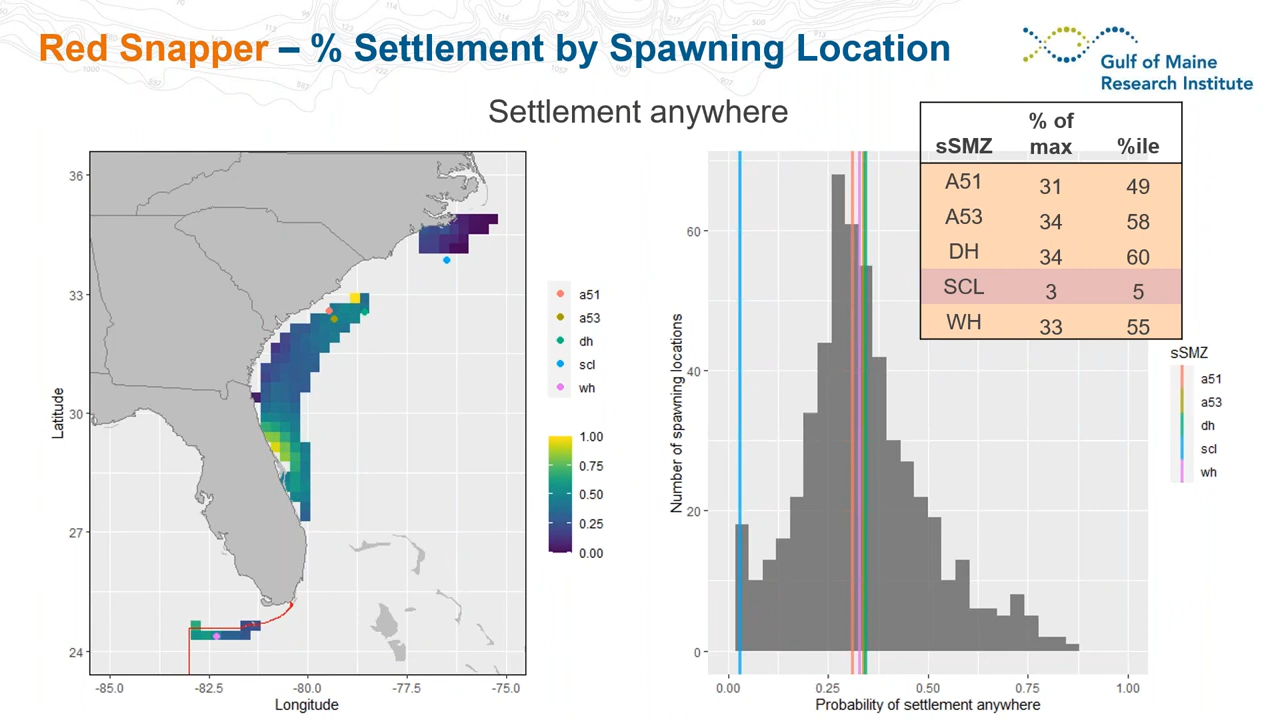 Red Snapper – % Settlement by Spawning Location
Gulf of Maine
Research Institute
Settlement anywhere
36
33
30
27
24
Latitude
-85.0
-82.5
-80.0
-77.5
-75.0
Longitude
a51
a53
dh
scl
wh
1.00
0.75
0.50
0.25
0.00
Number of spawning locations
60
40
20
0
0.00
0.25
0.50
0.75
1.00
Probability of settlement anywhere
sSMZ % of max %ile
A51 31 49
A53 34 58
DH 34 60
SCL 3 5
WH 33 55
sSMZ
a51
a53
dh
scl
wh